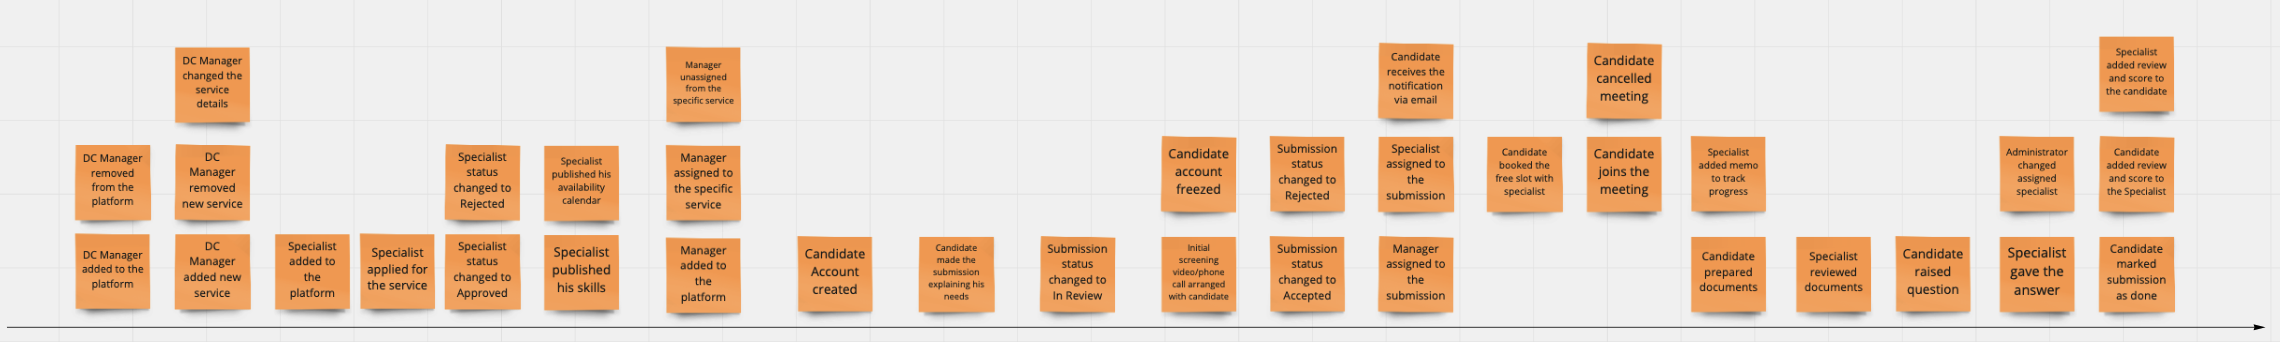 DC Manager
changed the
service
details
Manager
unassigned
from the
specific service
Candidate
receives the
notification
via email
Candidate
cancelled
meeting
Specialist
added review
and score to
the candidate
DC Manager
removed
from the
platform
DC
Manager
removed
new service
Specialist
status
changed to
Rejected
Specialist
published his
availability
calendar
Manager
assigned to
the specific
service
Candidate
account
freezed
Submission
status
changed to
Rejected
Specialist
assigned to
the
submission
Candidate
booked the
free slot with
specialist
Candidate
joins the
meeting
Specialist
added memo
to track
progress
Administrator
changed
assigned
specialist
Candidate
added review
and score to
the Specialist
DC Manager
added to the
platform
DC
Manager
added new
service
Specialist
added to
the
platform
Specialist
applied for
the service
Specialist
status
changed to
Approved
Specialist
published
his skills
Manager
added to
the
platform
Candidate
Account
created
Candidate
made the
submission
explaining his
needs
Submission
status
changed to
In Review
Initial
screening
video/phone
call arranged
with candidate
Submission
status
changed to
Accepted
Manager
assigned to
the
submission
Candidate
prepared
documents
Specialist
reviewed
documents
Candidate
raised
question
Specialist
gave the
answer
Candidate
marked
submission
as done